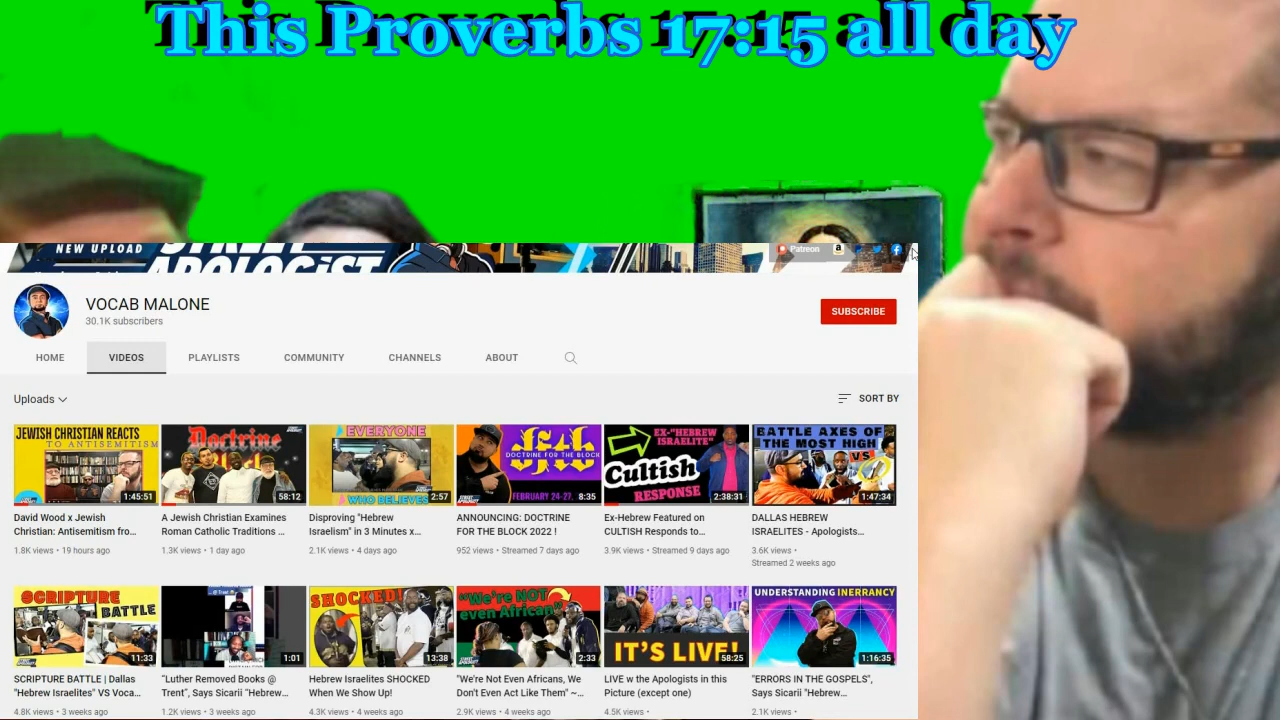 This Proverbs 17:15 all day
NEW UPLOAD
STREET
APOLOGIST
Patreon
VOCAB MALONE
30.1K subscribers
SUBSCRIBE
HOME
VIDEOS
PLAYLISTS
COMMUNITY
CHANNELS
ABOUT
Uploads
SORT BY
JEWISH CHRISTIAN REACTS
TO ANTISEMITISM
1:45:51
Doctrine
58:12
EVERYONE
WHO BELIEVES
2:57
dftb
DOCTRINE FOR THE BLOCK
FEBRUARY 24-27,
8:35
EX-"HEBREW
ISRAELITE"
Cultish
RESPONSE
2:38:31
BATTLE AXES OF
THE MOST HIGH
VS
1:47:34
David Wood x Jewish
Christian: Antisemitism fro...
1.8K views • 19 hours ago
A Jewish Christian Examines
Roman Catholic Traditions ...
1.3K views • 1 day ago
Disproving "Hebrew
Israelism" in 3 Minutes x...
2.1K views • 4 days ago
ANNOUNCING: DOCTRINE
FOR THE BLOCK 2022 !
952 views • Streamed 7 days ago
Ex-Hebrew Featured on
CULTISH Responds to...
3.9K views • Streamed 9 days ago
DALLAS HEBREW
ISRAELITES - Apologists...
3.6K views •
Streamed 2 weeks ago
SCRIPTURE
BATTLE
11:33
@ Trent
1:01
SHOCKED!
13:38
"We're NOT
even African"
2:33
IT'S LIVE!
58:25
UNDERSTANDING INERRANCY
1:16:35
SCRIPTURE BATTLE | Dallas
"Hebrew Israelites" VS Voca...
4.8K views • 3 weeks ago
"Luther Removed Books @
Trent", Says Sicarii "Hebrew...
1.2K views • 3 weeks ago
Hebrew Israelites SHOCKED
When We Show Up!
4.3K views • 4 weeks ago
"We're Not Even Africans, We
Don't Even Act Like Them" ~...
2.9K views • 4 weeks ago
LIVE w the Apologists in this
Picture (except one)
4.5K views •
"ERRORS IN THE GOSPELS",
Says Sicarii "Hebrew...
2.1K views •